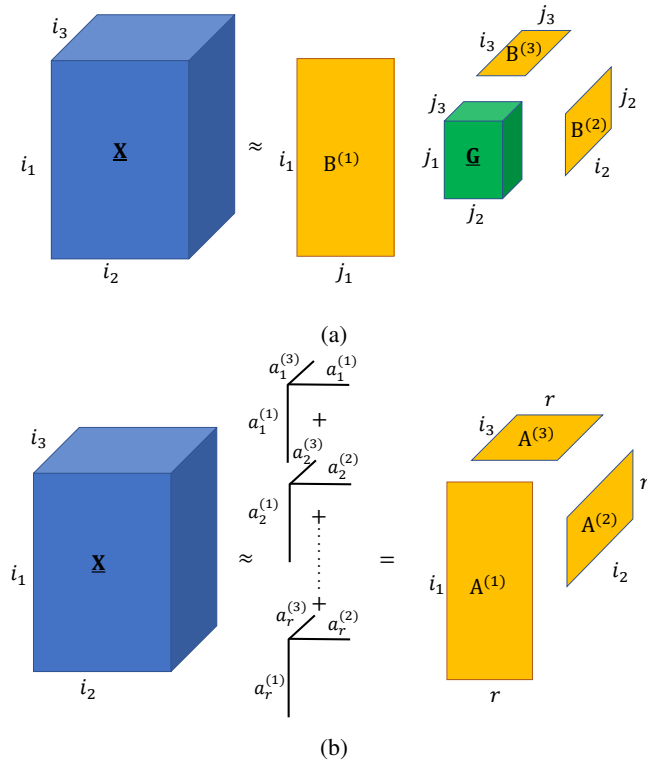 i₃
j₃
i₃ B⁽³⁾
j₃
j₂
i₁ X ≈ i₁ B⁽¹⁾ j₁ G B⁽²⁾
i₂
j₂
i₂
j₁
(a)
a₁⁽³⁾ a₁⁽¹⁾
a₁⁽¹⁾ +
r
i₃
a₂⁽³⁾
i₃ A⁽³⁾
a₂⁽²⁾
r
a₂⁽¹⁾ +
A⁽²⁾
i₁ X ≈ = i₁ A⁽¹⁾
i₂
a₍r₎⁽³⁾ +
aᵣ⁽²⁾
i₂
aᵣ⁽¹⁾
r
(b)